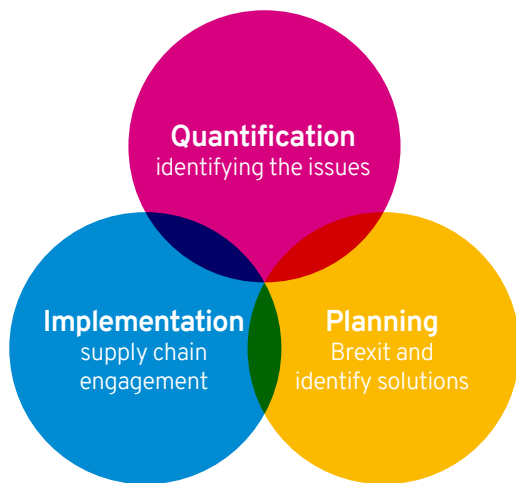 Quantification
identifying the issues
Implementation
supply chain
engagement
Planning
Brexit and
identify solutions